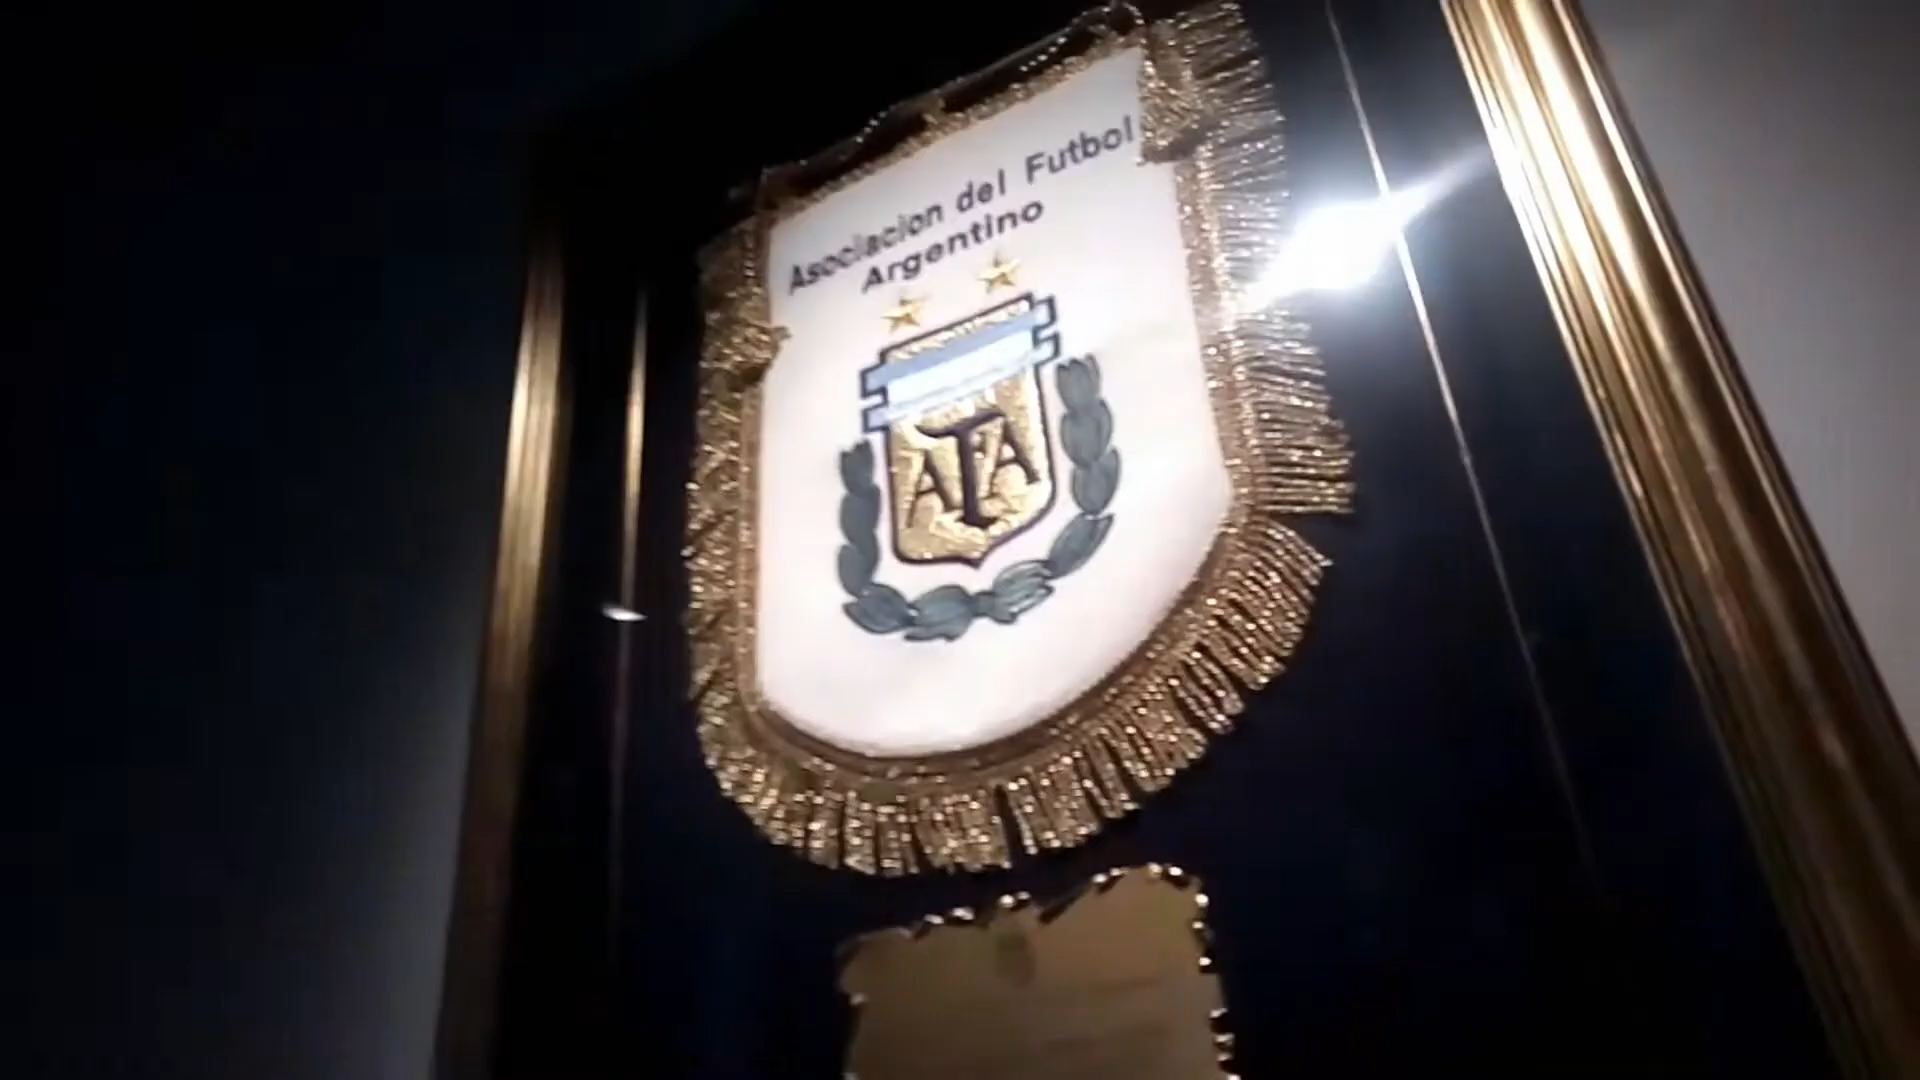 Asociacion del Futbol
Argentino
AFA